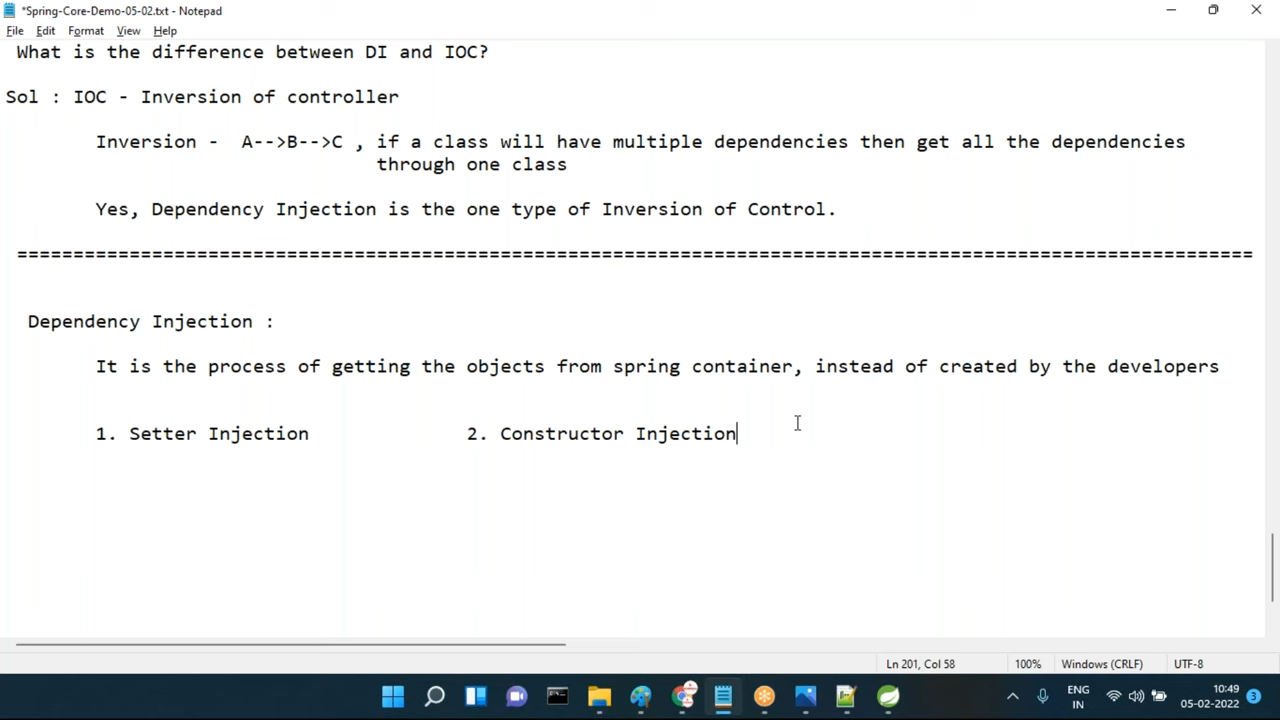 *Spring-Core-Demo-05-02.txt - Notepad
File Edit Format View Help
What is the difference between DI and IOC?
Sol : IOC - Inversion of controller
Inversion - A-->B-->C , if a class will have multiple dependencies then get all the dependencies
through one class
Yes, Dependency Injection is the one type of Inversion of Control.
==============================================================================================================
Dependency Injection :
It is the process of getting the objects from spring container, instead of created by the developers
1. Setter Injection 2. Constructor Injection
Ln 201, Col 58 100% Windows (CRLF) UTF-8
ENG 10:49
IN 05-02-2022 3